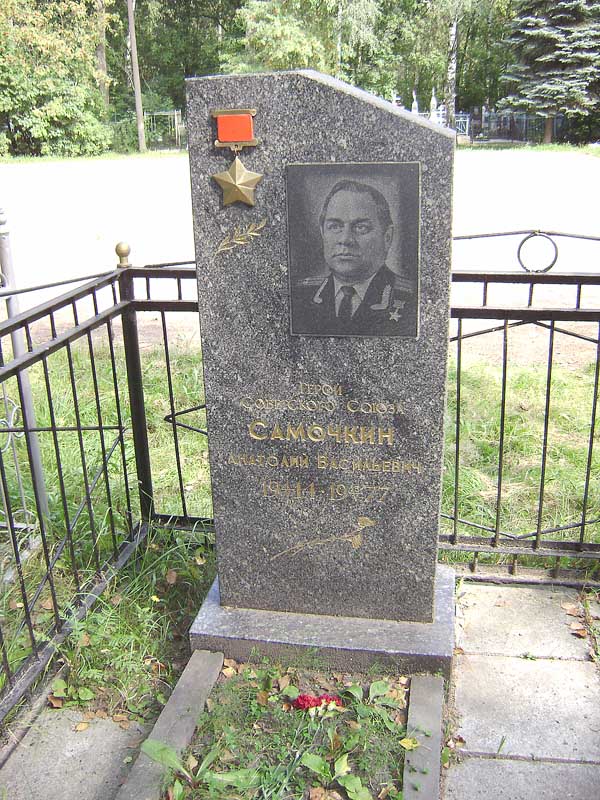 Герой
Советского Союза
Самочкин
Анатолий Васильевич
1914-1977